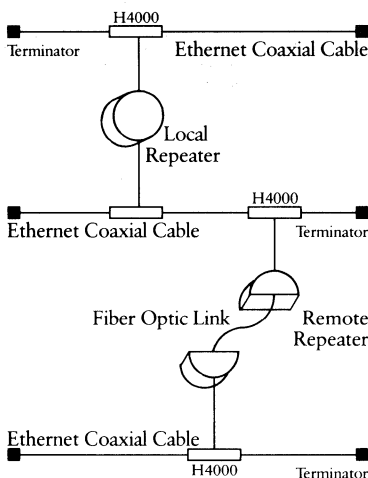 H4000
Terminator
Ethernet Coaxial Cable
Local
Repeater
H4000
Ethernet Coaxial Cable
Terminator
Fiber Optic Link
Remote
Repeater
Ethernet Coaxial Cable
H4000
Terminator